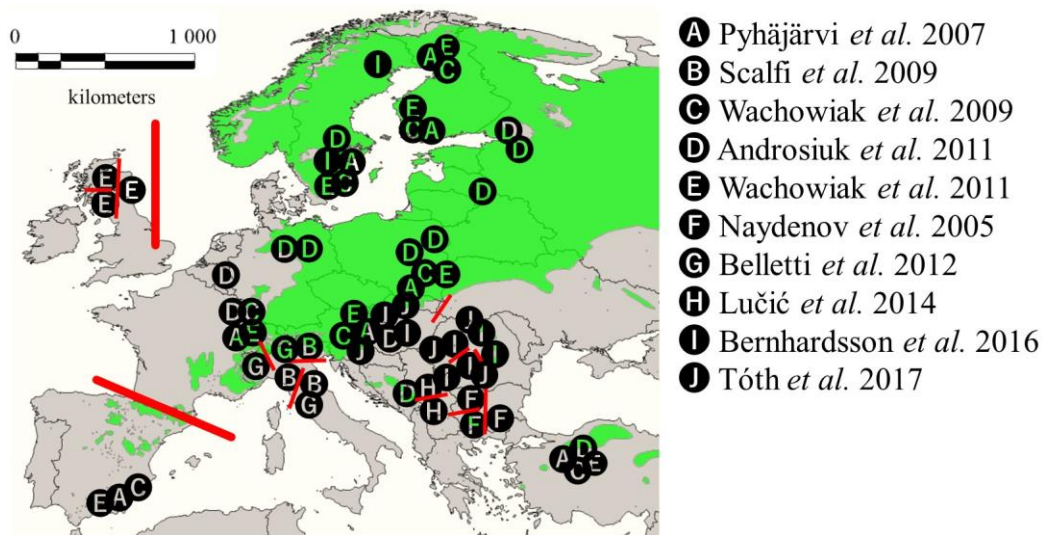 0 1 000
kilometers
E
A
I
C
F
C A
D
D
D
I A
E C
D
E
E
E
D D
D
D
D
C E
A
D C
A E
E
C A
D
G B
G
B
B
G
D H
H
F
F F
D
A E
C
E A C
A Pyhäjärvi et al. 2007
B Scalfi et al. 2009
C Wachowiak et al. 2009
D Androsiuk et al. 2011
E Wachowiak et al. 2011
F Naydenov et al. 2005
G Belletti et al. 2012
H Lučić et al. 2014
I Bernhardsson et al. 2016
J Tóth et al. 2017